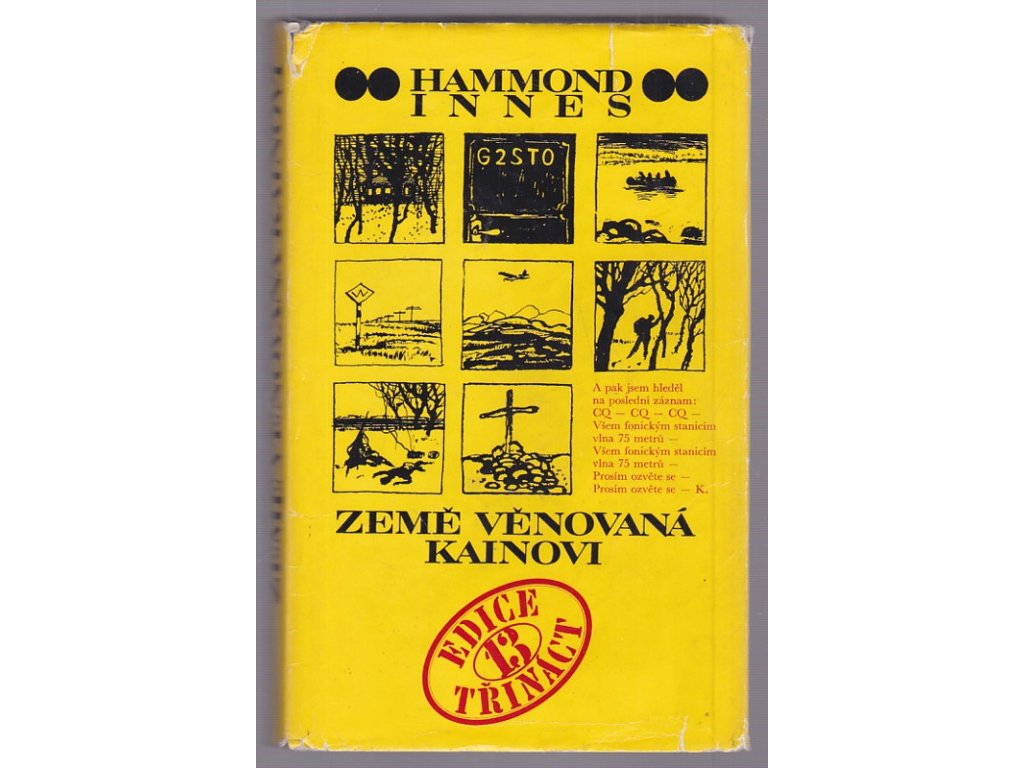 HAMMOND
INNES
G2STO
W
A pak jsem hleděl
na poslední záznam:
CQ — CQ — CQ —
Všem fonickým stanicím
vlna 75 metrů —
Všem fonickým stanicím
vlna 75 metrů —
Prosím ozvěte se —
Prosím ozvěte se — K.
ZEMĚ VĚNOVANÁ
KAINOVI
EDICE
13
TŘINÁCT